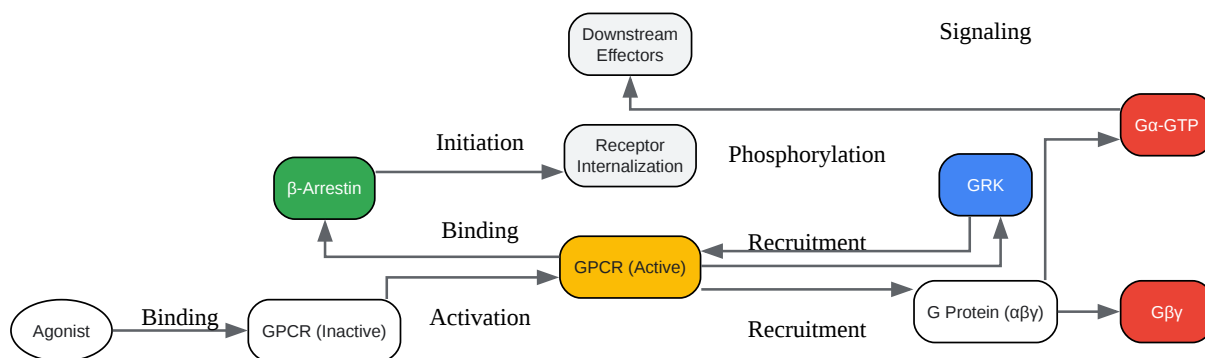 Downstream
Effectors
Signaling
Gα-GTP
Initiation
Receptor
Internalization
Phosphorylation
β-Arrestin
GRK
Binding
Recruitment
GPCR (Active)
Agonist
Binding
GPCR (Inactive)
Activation
Recruitment
G Protein (αβγ)
Gβγ